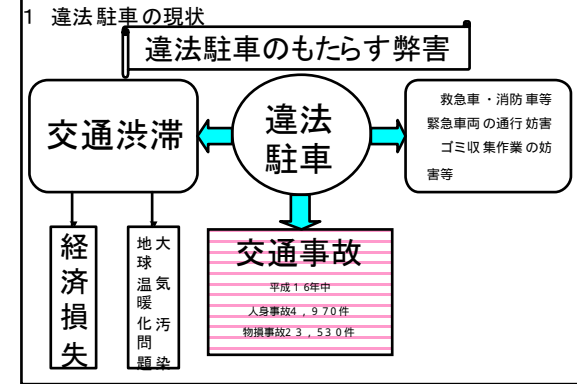 1 違法駐車の現状
違法駐車のもたらす弊害
交通渋滞
違法
駐車
救急車・消防車等
緊急車両の通行妨害
ゴミ収集作業の妨
害等
経済損失
大気汚染
地球温暖化問題
交通事故
平成16年中
人身事故4,970件
物損事故23,530件